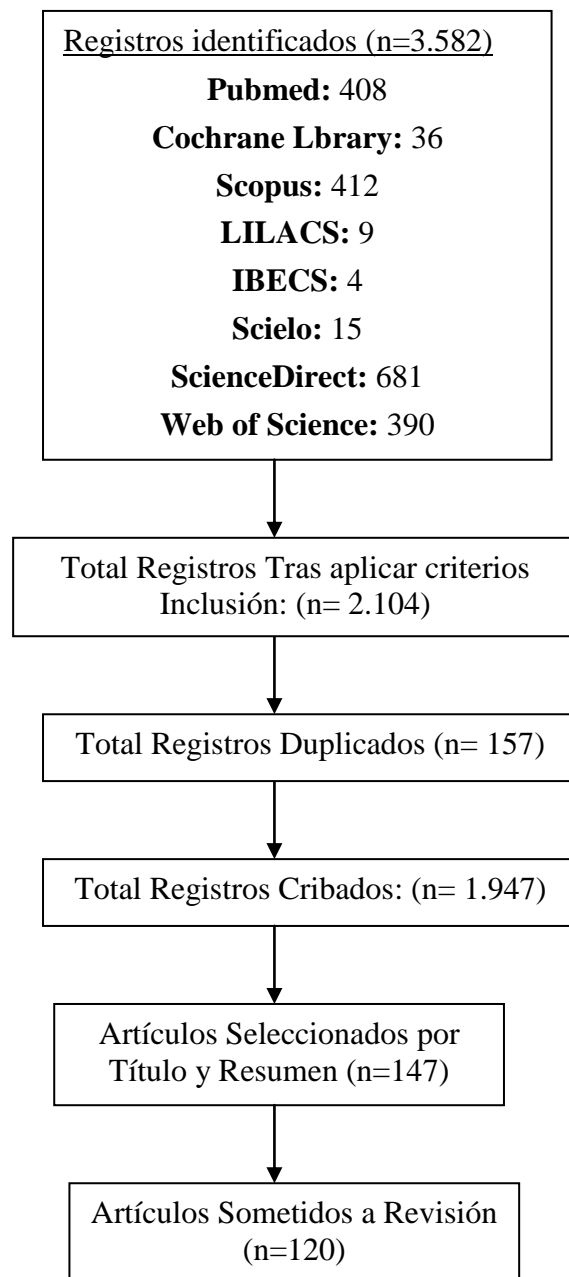 Registros identificados (n=3.582)
Pubmed: 408
Cochrane Lbrary: 36
Scopus: 412
LILACS: 9
IBECS: 4
Scielo: 15
ScienceDirect: 681
Web of Science: 390
Total Registros Tras aplicar criterios
Inclusión: (n= 2.104)
Total Registros Duplicados (n= 157)
Total Registros Cribados: (n= 1.947)
Artículos Seleccionados por
Título y Resumen (n=147)
Artículos Sometidos a Revisión
(n=120)